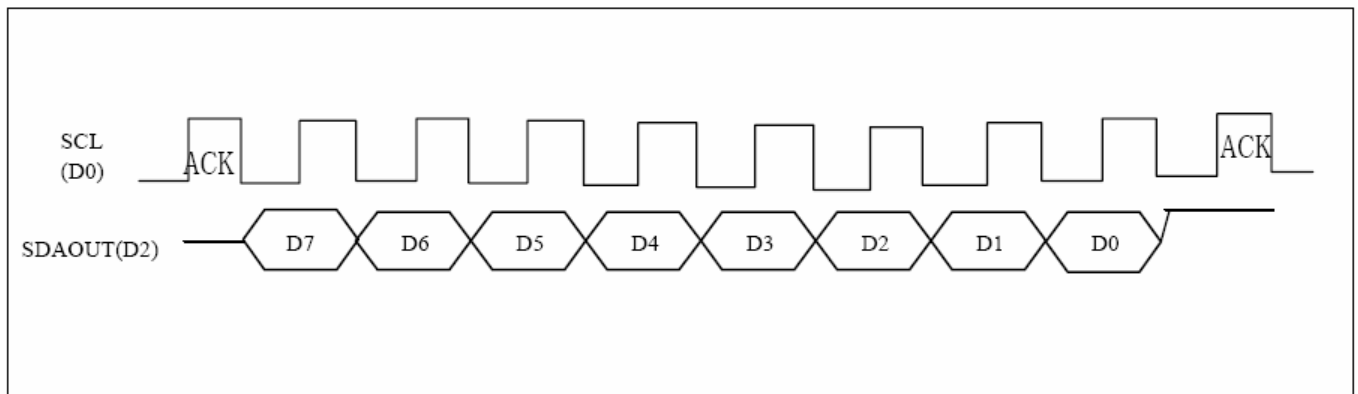 SCL
(D0)
ACK
ACK
SDAOUT(D2)
D7 D6 D5 D4 D3 D2 D1 D0